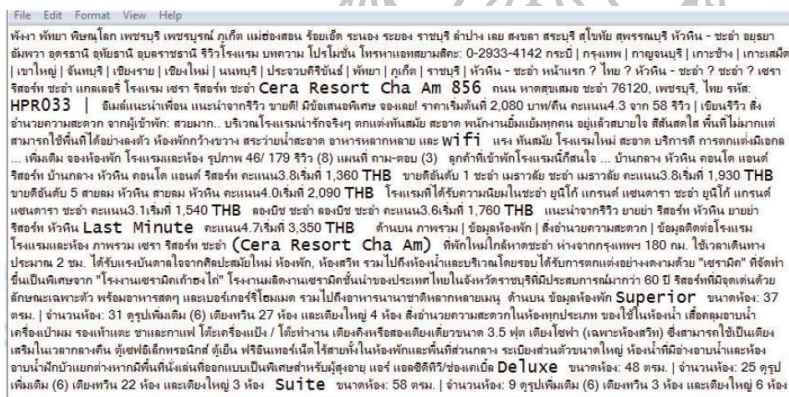 File Edit Format View Help
พังงา พัทยา พิษณุโลก เพชรบุรี เพชรบูรณ์ ภูเก็ต แม่ฮ่องสอน ร้อยเอ็ด ระนอง ระยอง ราชบุรี ลำปาง เลย สงขลา สระบุรี สุโขทัย สุพรรณบุรี หัวหิน - ชะอำ อยุธยา
อัมพวา อุดรธานี อุทัยธานี อุบลราชธานี รีวิวโรงแรม บทความ โปรโมชั่น โทรหาแอทสยามสิคะ: 0-2933-4142 กระบี่ | กรุงเทพ | กาญจนบุรี | เกาะช้าง | เกาะเสม็ด
| เขาใหญ่ | จันทบุรี | เชียงราย | เชียงใหม่ | นนทบุรี | ประจวบคีรีขันธ์ | พัทยา | ภูเก็ต | ราชบุรี | หัวหิน - ชะอำ หน้าแรก ? ไทย ? หัวหิน - ชะอำ ? ชะอำ ? เซรา
รีสอร์ท ชะอำ แกลเลอรี่ โรงแรม เซรา รีสอร์ท ชะอำ Cera Resort Cha Am 856 ถนน หาดสุขเสมอ ชะอำ 76120, เพชรบุรี, ไทย รหัส:
HPR033 | อิมเม่แนะนำเพื่อน แนะนำจากรีวิว ขายดี! มีข้อเสนอพิเศษ จองเลย! ราคาเริ่มต้นที่ 2,080 บาท/คืน คะแนน4.3 จาก 58 รีวิว | เขียนรีวิว สิ่ง
อำนวยความสะดวก จากผู้เข้าพัก: สวยมาก.. บริเวณโรงแรมน่ารักจริงๆ ตกแต่งทันสมัย สะอาด พนักงานยิ้มแย้มทุกคน อยู่แล้วสบายใจ สีสันสดใส พื้นที่ไม่มากแต่
สามารถใช้พื้นที่ได้อย่างลงตัว ห้องพักกว้างขวาง สระว่ายน้ำสะอาด อาหารหลากหลาย และ wifi แรง ทันสมัย โรงแรมใหม่ สะอาด บริการดี การตกแต่งมีเอกล
... เพิ่มเติม จองห้องพัก โรงแรมและห้อง รูปภาพ 46/ 179 รีวิว (8) แผนที่ ถาม-ตอบ (3) ลูกค้าที่เข้าพักโรงแรมนี้ก็สนใจ ... บ้านกลาง หัวหิน คอนโด แอนด์
รีสอร์ท บ้านกลาง หัวหิน คอนโด แอนด์ รีสอร์ท คะแนน3.8เริ่มที่ 1,360 THB ขายดีอันดับ 1 ชะอำ เมธาวลัย ชะอำ เมธาวลัย คะแนน3.8เริ่มที่ 1,930 THB
ขายดีอันดับ 5 สายลม หัวหิน สายลม หัวหิน คะแนน4.0เริ่มที่ 2,090 THB โรงแรมที่ได้รับความนิยมในชะอำ ยูนิโก้ แกรนด์ แซนดารา ชะอำ ยูนิโก้ แกรนด์
แซนดารา ชะอำ คะแนน3.1เริ่มที่ 1,540 THB ลองบีช ชะอำ ลองบีช ชะอำ คะแนน3.6เริ่มที่ 1,760 THB แนะนำจากรีวิว ยาย่า รีสอร์ท หัวหิน ยาย่า
รีสอร์ท หัวหิน Last Minute คะแนน4.7เริ่มที่ 3,350 THB ด้านบน ภาพรวม | ข้อมูลห้องพัก | สิ่งอำนวยความสะดวก | ข้อมูลติดต่อโรงแรม
โรงแรมและห้อง ภาพรวม เซรา รีสอร์ท ชะอำ (Cera Resort Cha Am) ที่พักใหม่ใกล้หาดชะอำ ห่างจากกรุงเทพฯ 180 กม. ใช้เวลาเดินทาง
ประมาณ 2 ชม. ได้รับแรงบันดาลใจจากศิลปะสมัยใหม่ ห้องพัก, ห้องสวีท รวมไปถึงห้องน้ำและบริเวณโดยรอบได้รับการตกแต่งอย่างงดงามด้วย "เซรามิค" ที่จัดทำ
ขึ้นเป็นพิเศษจาก "โรงงานเซรามิคเถ้าฮงไถ่" โรงงานผลิตงานเซรามิคชั้นนำของประเทศไทยในจังหวัดราชบุรีที่มีประสบการณ์มากกว่า 60 ปี รีสอร์ทที่มีจุดเด่นด้วย
ลักษณะเฉพาะตัว พร้อมอาหารสดๆ และเบอร์เกอร์รีโฮมเมด รวมไปถึงอาหารนานาชาติหลากหลายเมนู ด้านบน ข้อมูลห้องพัก Superior ขนาดห้อง: 37
ตรม. | จำนวนห้อง: 31 ดูรูปเพิ่มเติม (6) เตียงทวิน 27 ห้อง และเตียงใหญ่ 4 ห้อง สิ่งอำนวยความสะดวกในห้องทุกประเภท ของใช้ในห้องน้ำ เสื้อคลุมอาบน้ำ
เครื่องเป่าผม รองเท้าแตะ ชาและกาแฟ โต๊ะเครื่องแป้ง / โต๊ะทำงาน เตียงคิงหรือสองเตียงเดี่ยวขนาด 3.5 ฟุต เตียงโซฟา (เฉพาะห้องสวีท) ซึ่งสามารถใช้เป็นเตียง
เสริมในเวลากลางคืน ตู้เซฟอิเล็กทรอนิกส์ ตู้เย็น ฟรีอินเทอร์เน็ตไร้สายทั้งในห้องพักและพื้นที่ส่วนกลาง ระเบียงส่วนตัวขนาดใหญ่ ห้องน้ำที่มีอ่างอาบน้ำและห้อง
อาบน้ำฝักบัวแยกต่างหากมีพื้นที่นั่งเล่นที่ออกแบบเป็นพิเศษสำหรับผู้สูงอายุ แอร์ แอลซีดีทีวี/ช่องเคเบิ้ล Deluxe ขนาดห้อง: 48 ตรม. | จำนวนห้อง: 25 ดูรูป
เพิ่มเติม (6) เตียงทวิน 22 ห้อง และเตียงใหญ่ 3 ห้อง Suite ขนาดห้อง: 58 ตรม. | จำนวนห้อง: 9 ดูรูปเพิ่มเติม (6) เตียงทวิน 3 ห้อง และเตียงใหญ่ 6 ห้อง